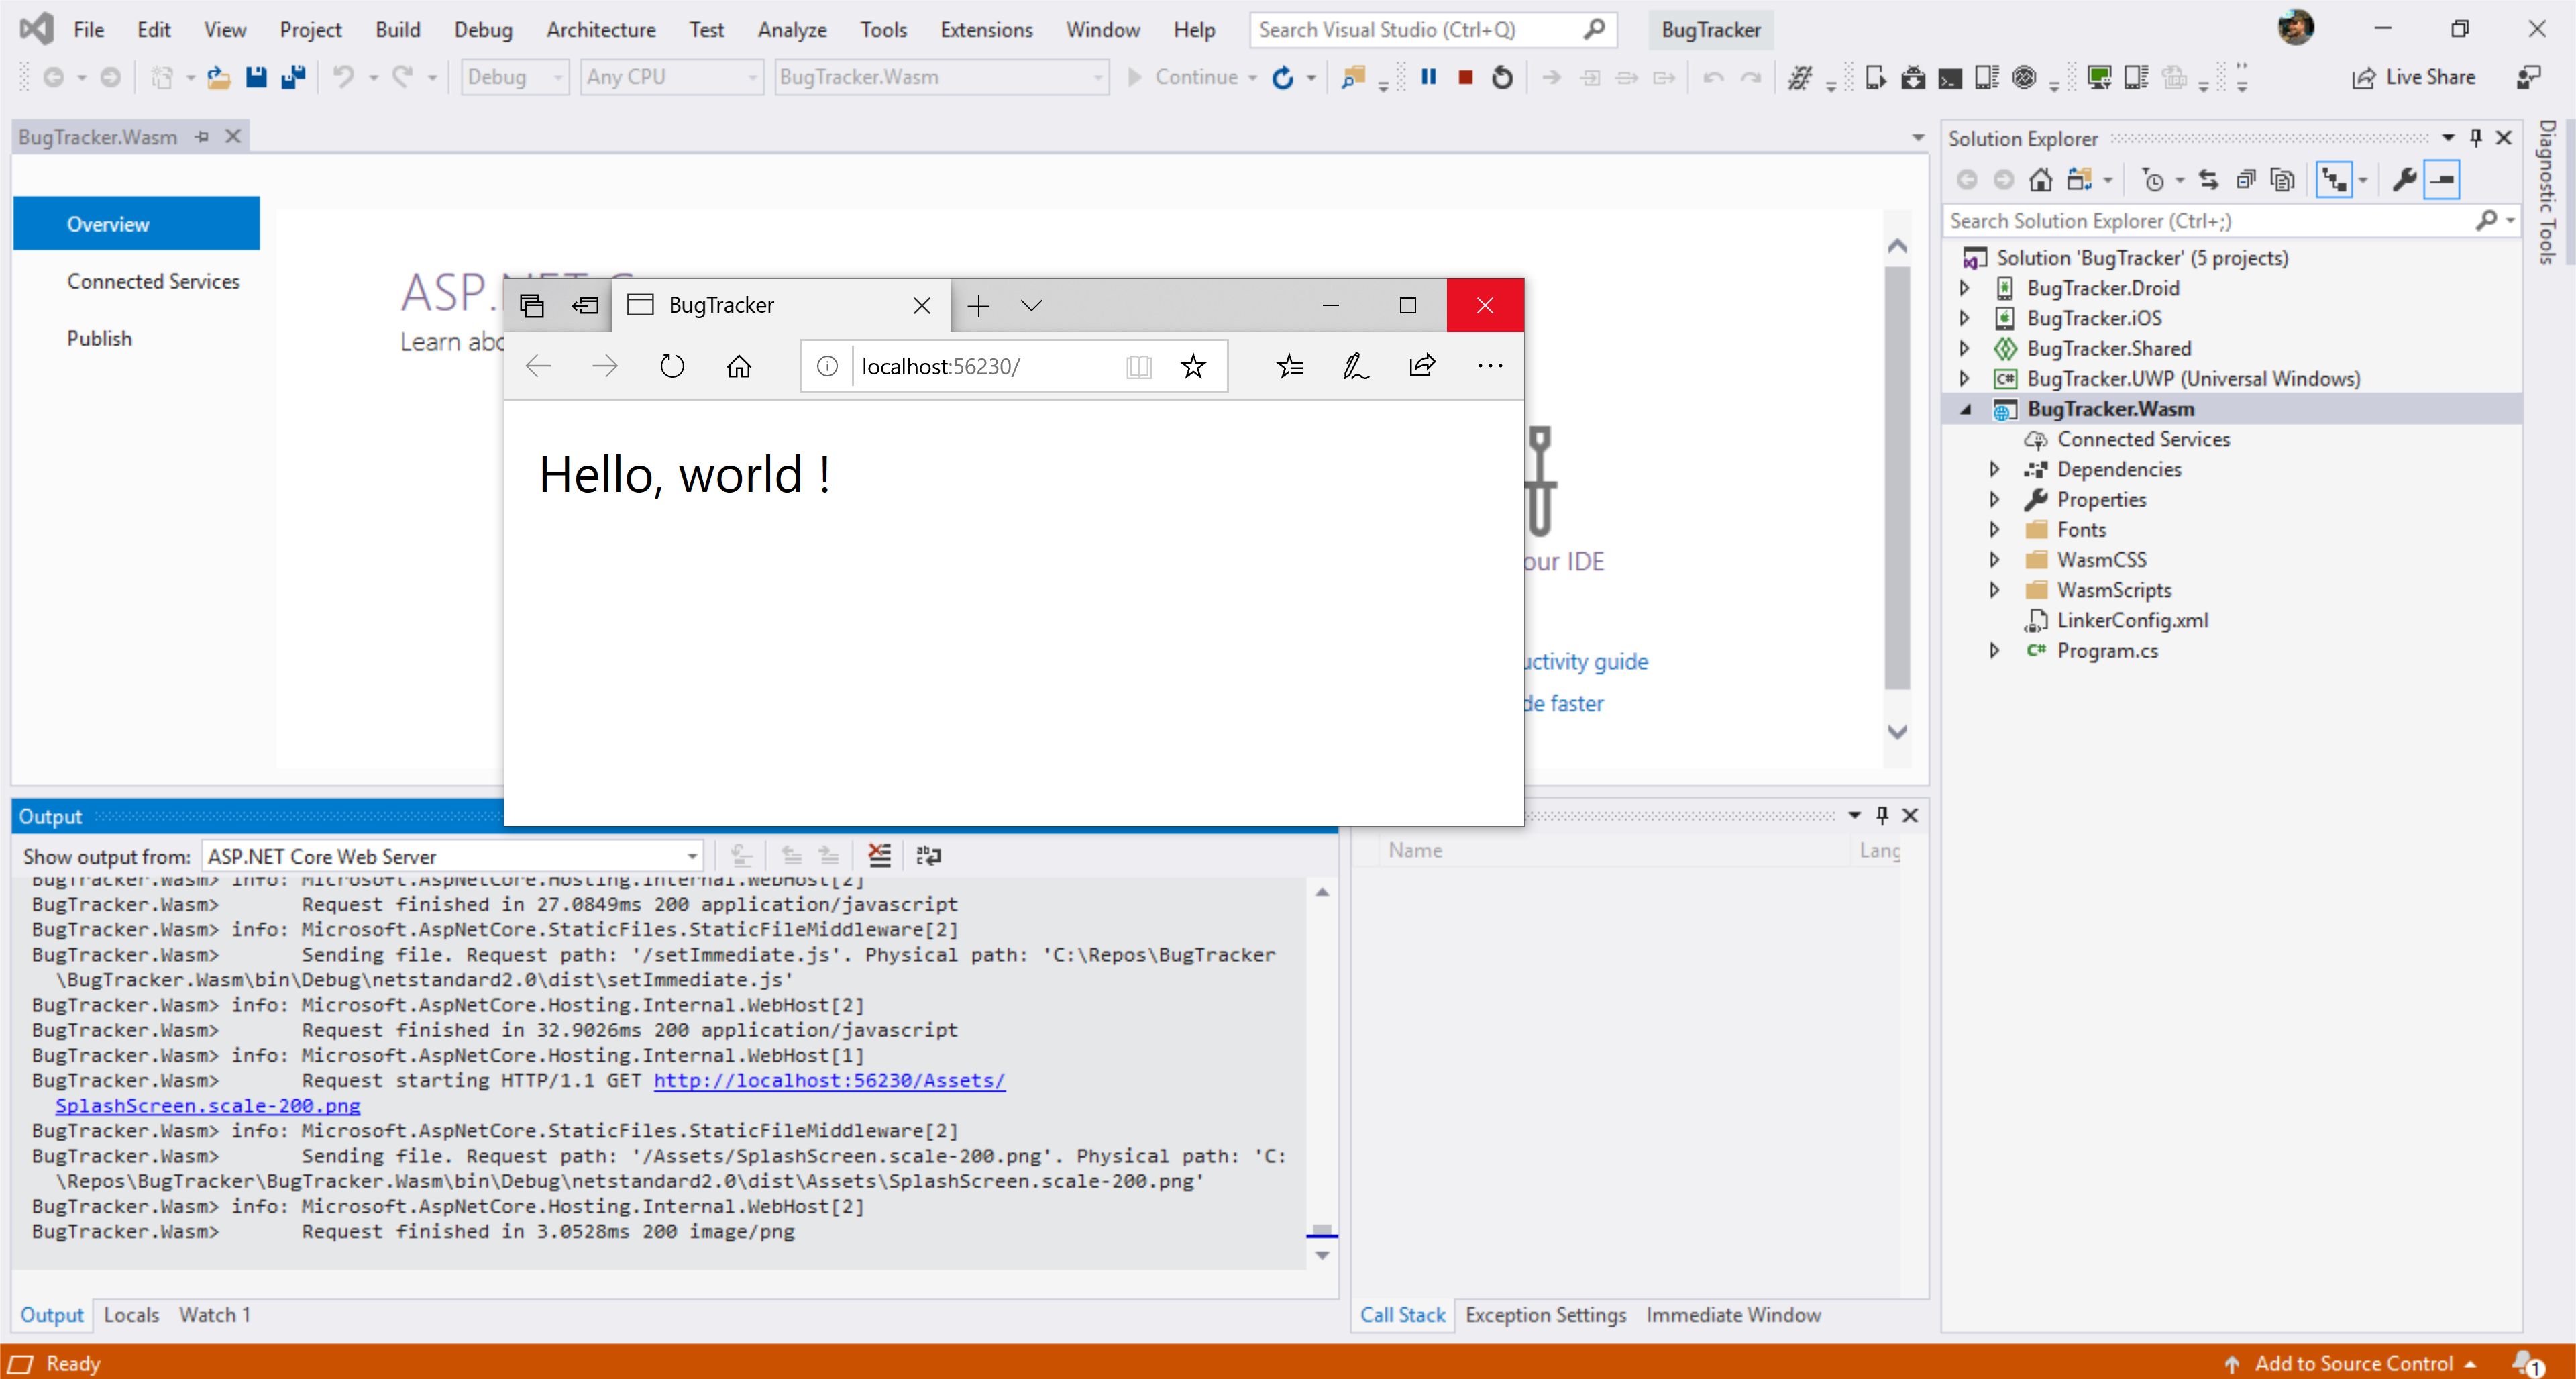 File Edit View Project Build Debug Architecture Test Analyze Tools Extensions Window Help Search Visual Studio (Ctrl+Q) BugTracker
Debug Any CPU BugTracker.Wasm Continue Live Share
BugTracker.Wasm
Overview
Connected Services
Publish
ASP.
Learn abo
BugTracker
localhost:56230/
Hello, world !
our IDE
uctivity guide
de faster
Solution Explorer
Search Solution Explorer (Ctrl+;)
Solution 'BugTracker' (5 projects)
BugTracker.Droid
BugTracker.iOS
BugTracker.Shared
C# BugTracker.UWP (Universal Windows)
BugTracker.Wasm
Connected Services
Dependencies
Properties
Fonts
WasmCSS
WasmScripts
LinkerConfig.xml
C# Program.cs
Diagnostic Tools
Output
Show output from: ASP.NET Core Web Server
BugTracker.Wasm> info: Microsoft.AspNetCore.Hosting.Internal.WebHost[2]
BugTracker.Wasm> Request finished in 27.0849ms 200 application/javascript
BugTracker.Wasm> info: Microsoft.AspNetCore.StaticFiles.StaticFileMiddleware[2]
BugTracker.Wasm> Sending file. Request path: '/setImmediate.js'. Physical path: 'C:\Repos\BugTracker
\BugTracker.Wasm\bin\Debug\netstandard2.0\dist\setImmediate.js'
BugTracker.Wasm> info: Microsoft.AspNetCore.Hosting.Internal.WebHost[2]
BugTracker.Wasm> Request finished in 32.9026ms 200 application/javascript
BugTracker.Wasm> info: Microsoft.AspNetCore.Hosting.Internal.WebHost[1]
BugTracker.Wasm> Request starting HTTP/1.1 GET http://localhost:56230/Assets/
SplashScreen.scale-200.png
BugTracker.Wasm> info: Microsoft.AspNetCore.StaticFiles.StaticFileMiddleware[2]
BugTracker.Wasm> Sending file. Request path: '/Assets/SplashScreen.scale-200.png'. Physical path: 'C:
\Repos\BugTracker\BugTracker.Wasm\bin\Debug\netstandard2.0\dist\Assets\SplashScreen.scale-200.png'
BugTracker.Wasm> info: Microsoft.AspNetCore.Hosting.Internal.WebHost[2]
BugTracker.Wasm> Request finished in 3.0528ms 200 image/png
Output Locals Watch 1
Name Lang
Call Stack Exception Settings Immediate Window
Ready
Add to Source Control 1